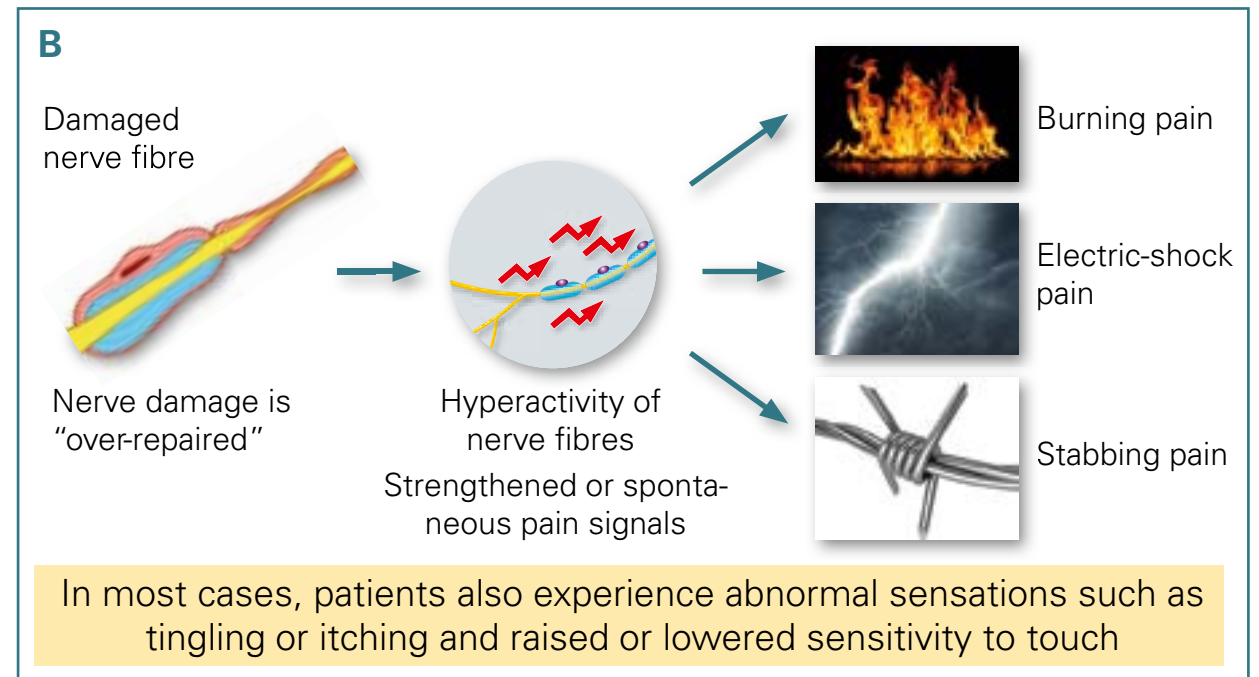 B
Damaged
nerve fibre
Nerve damage is
“over-repaired”
Hyperactivity of
nerve fibres
Strengthened or sponta-
neous pain signals
Burning pain
Electric-shock
pain
Stabbing pain
In most cases, patients also experience abnormal sensations such as
tingling or itching and raised or lowered sensitivity to touch